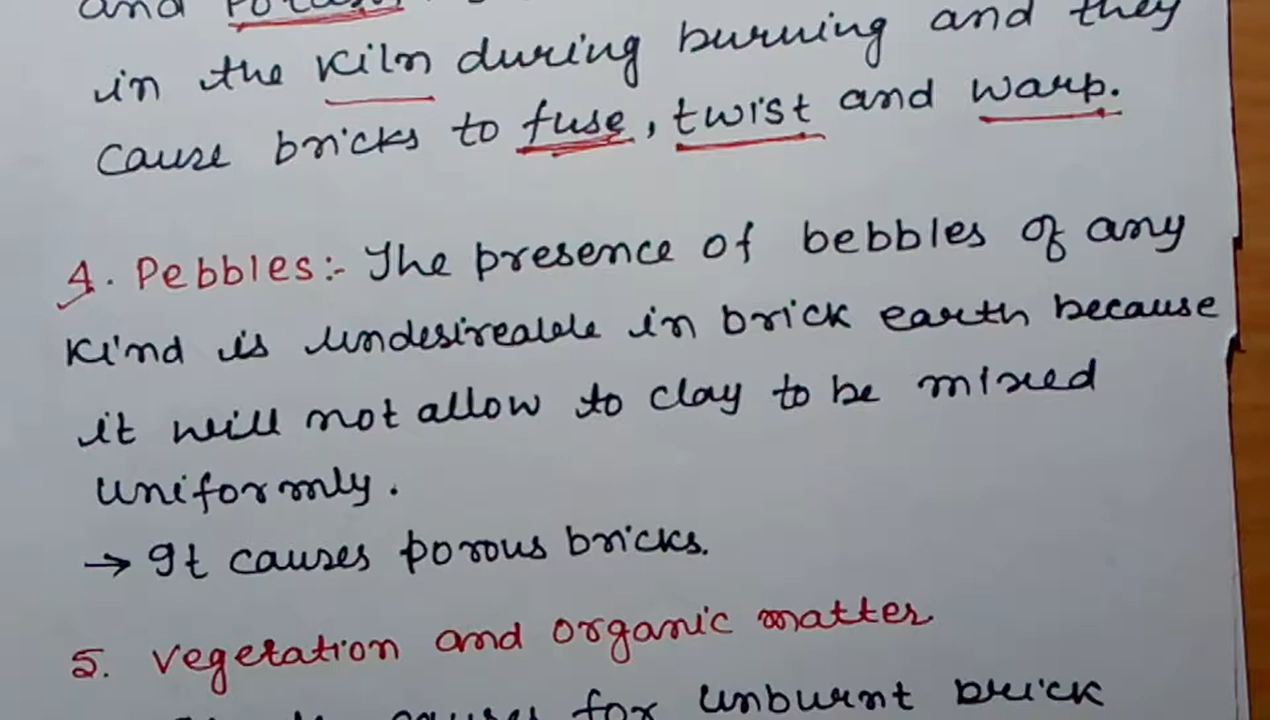 and
in the kiln during burning and they
cause bricks to fuse, twist and warp.
4. Pebbles:- The presence of bebbles of any
kind is undesireable in brick earth because
it will not allow to clay to be mixed
uniformly.
→ It causes porous bricks.
5. Vegetation and organic matter
causes for unburnt brick